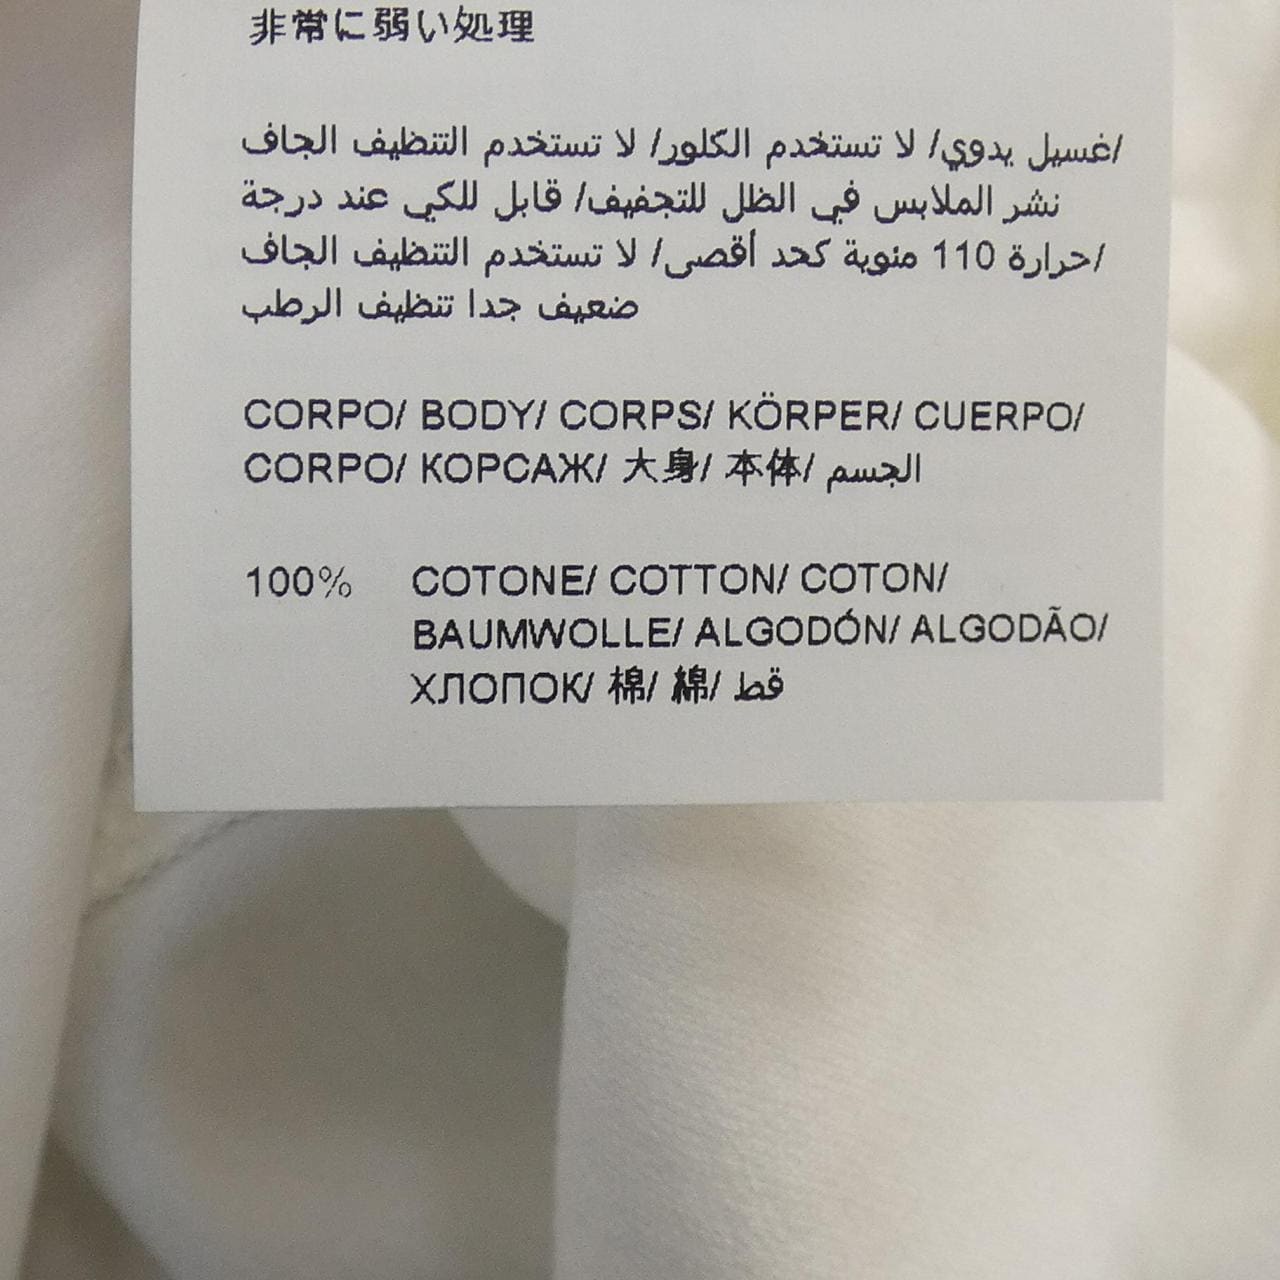 非常に弱い処理
غسيل يدوي/ لا تستخدم الكلور/ لا تستخدم التنظيف الجاف/
نشر الملابس في الظل للتجفيف/ قابل للكي عند درجة
حرارة 110 مئوية كحد أقصى/ لا تستخدم التنظيف الجاف/
ضعيف جدا تنظيف الرطب
CORPO/ BODY/ CORPS/ KÖRPER/ CUERPO/
CORPO/ КОРСАЖ/ 大身/ 本体/ الجسم
100% COTONE/ COTTON/ COTON/
BAUMWOLLE/ ALGODÓN/ ALGODÃO/
ХЛОПОК/ 棉/ 綿/ قط